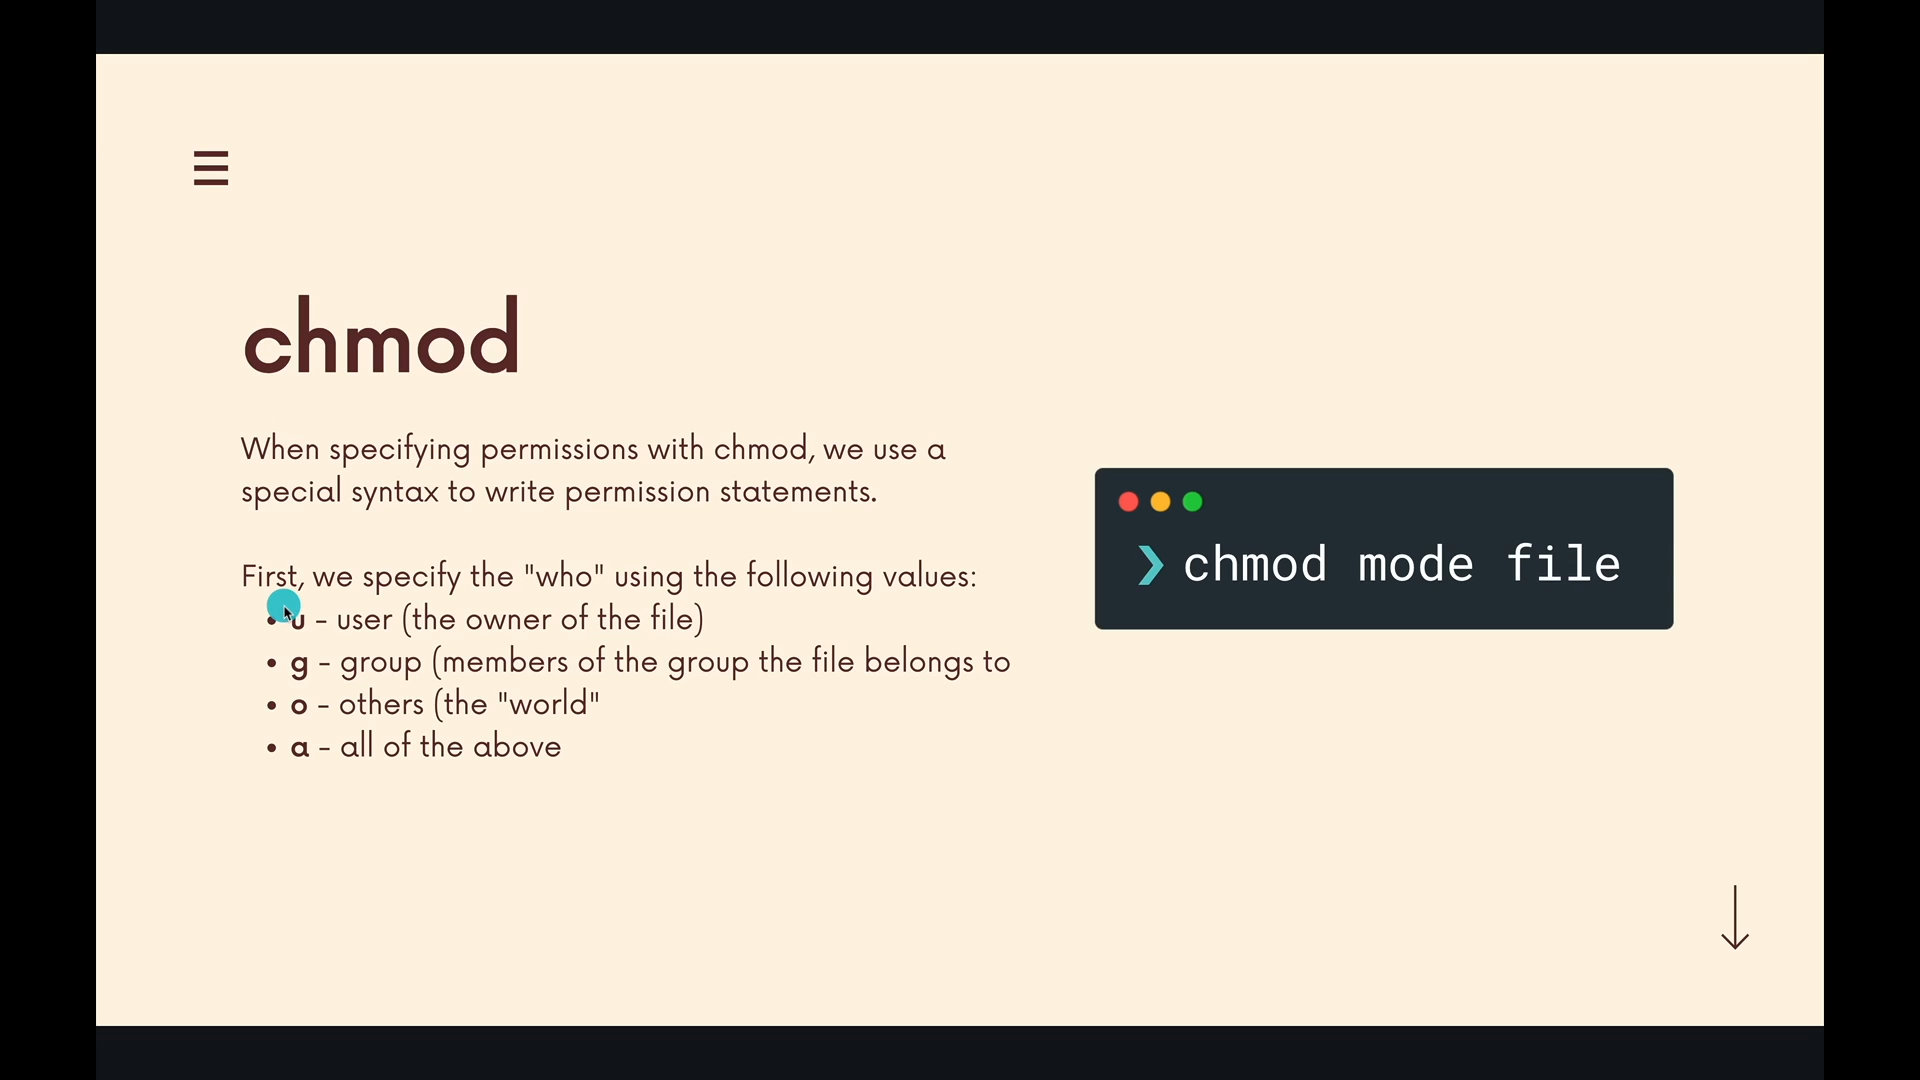 chmod
When specifying permissions with chmod, we use a
special syntax to write permission statements.
First, we specify the "who" using the following values:
• u - user (the owner of the file)
• g - group (members of the group the file belongs to
• o - others (the "world"
• a - all of the above
❯ chmod mode file